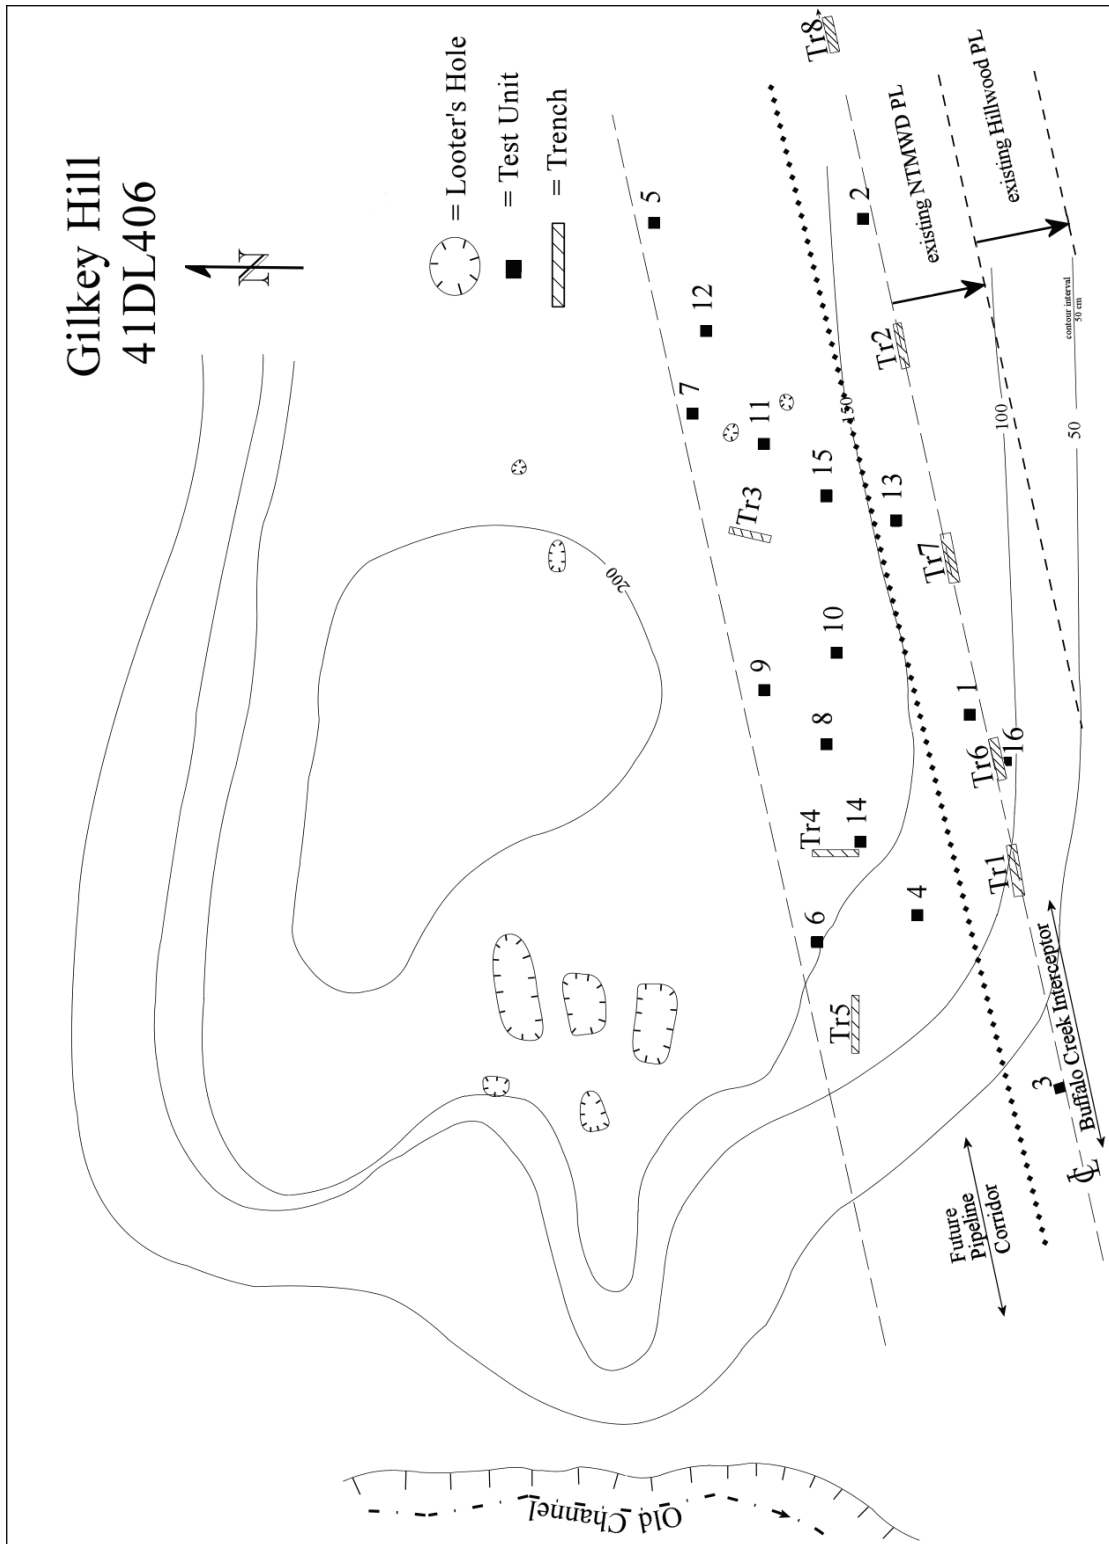 Gilkey Hill
41DL406
N
= Looter's Hole
= Test Unit
= Trench
Tr8
5
2
existing NTMWD PL
existing Hillwood PL
12
7
11
Tr2
contour interval
50 cm
150
100
50
15
Tr3
13
Tr7
200
10
9
8
1
Tr6
16
Tr4
14
Tr1
4
6
Tr5
3
Buffalo Creek Interceptor
CL
Future
Pipeline
Corridor
Old Channel